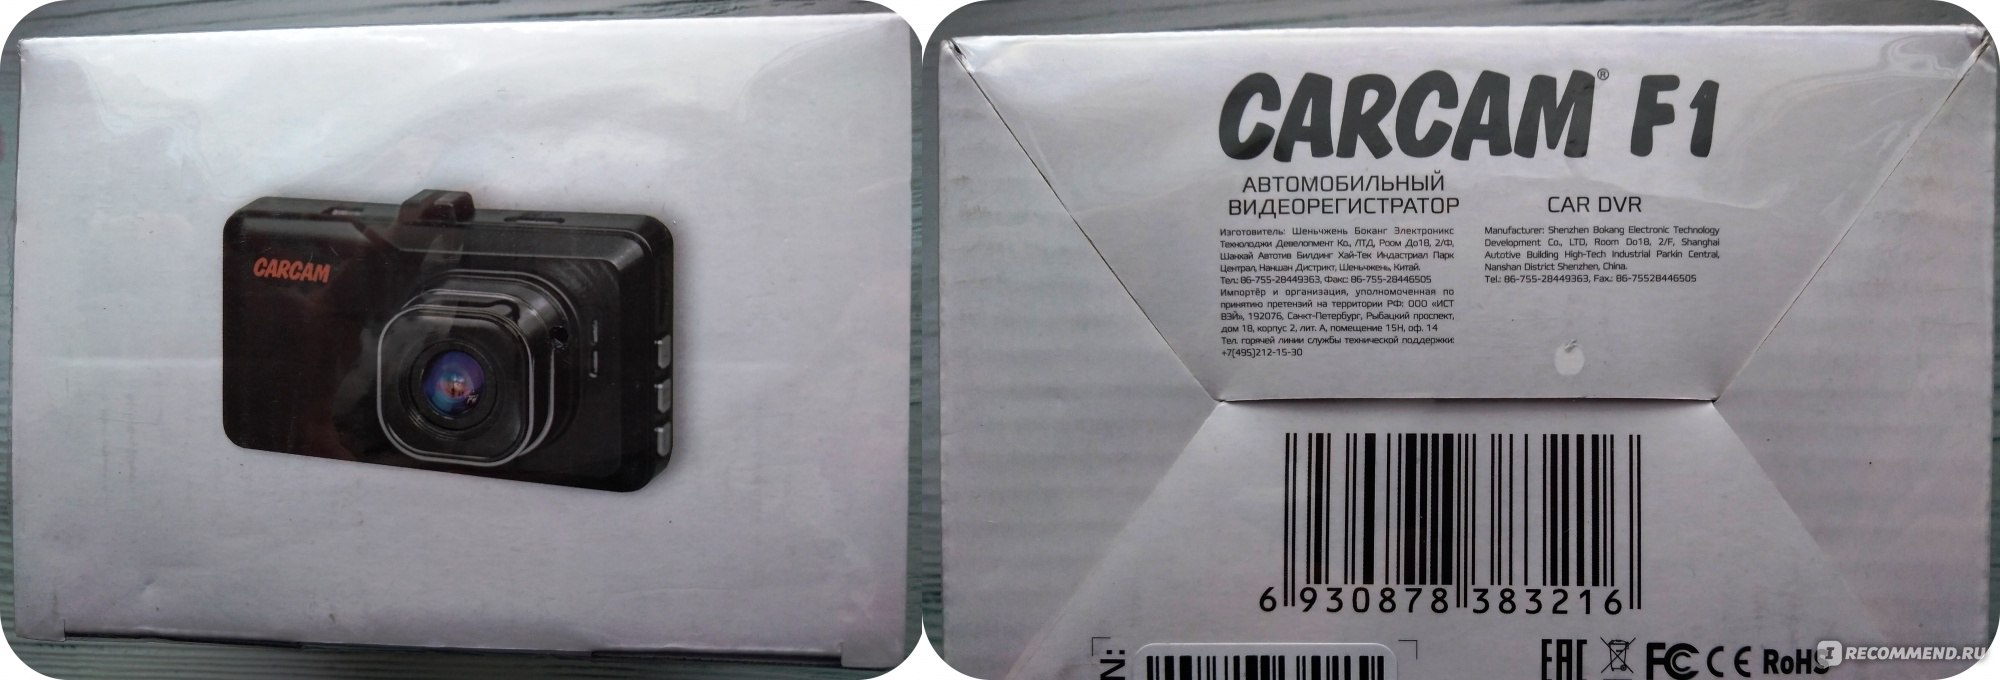 CARCAM
CARCAM® F1
АВТОМОБИЛЬНЫЙ
ВИДЕОРЕГИСТРАТОР
Изготовитель: Шеньчжень Боканг Электроникс
Технолоджи Девелопмент Ко., ЛТД, Роом До18, 2/Ф,
Шанхай Автотив Билдинг Хай-Тек Индастриал Парк
Централ, Наншан Дистрикт, Шеньчжень, Китай.
Тел.: 86-755-28449363, Факс: 86-755-28446505
Импортёр и организация, уполномоченная по
принятию претензий на территории РФ: ООО «ИСТ
ВЭЙ», 192076, Санкт-Петербург, Рыбацкий проспект,
дом 18, корпус 2, лит. А, помещение 15Н, оф. 14
Тел. горячей линии службы технической поддержки:
+7(495)212-15-30
CAR DVR
Manufacturer: Shenzhen Bokang Electronic Technology
Development Co., LTD, Room Do18, 2/F, Shanghai
Autotive Building High-Tech Industrial Parkin Central,
Nanshan District Shenzhen, China.
Tel.: 86-755-28449363, Fax.: 86-75528446505
6 930878 383216
N:
EAC FC CE RoHS
IRECOMMEND.RU